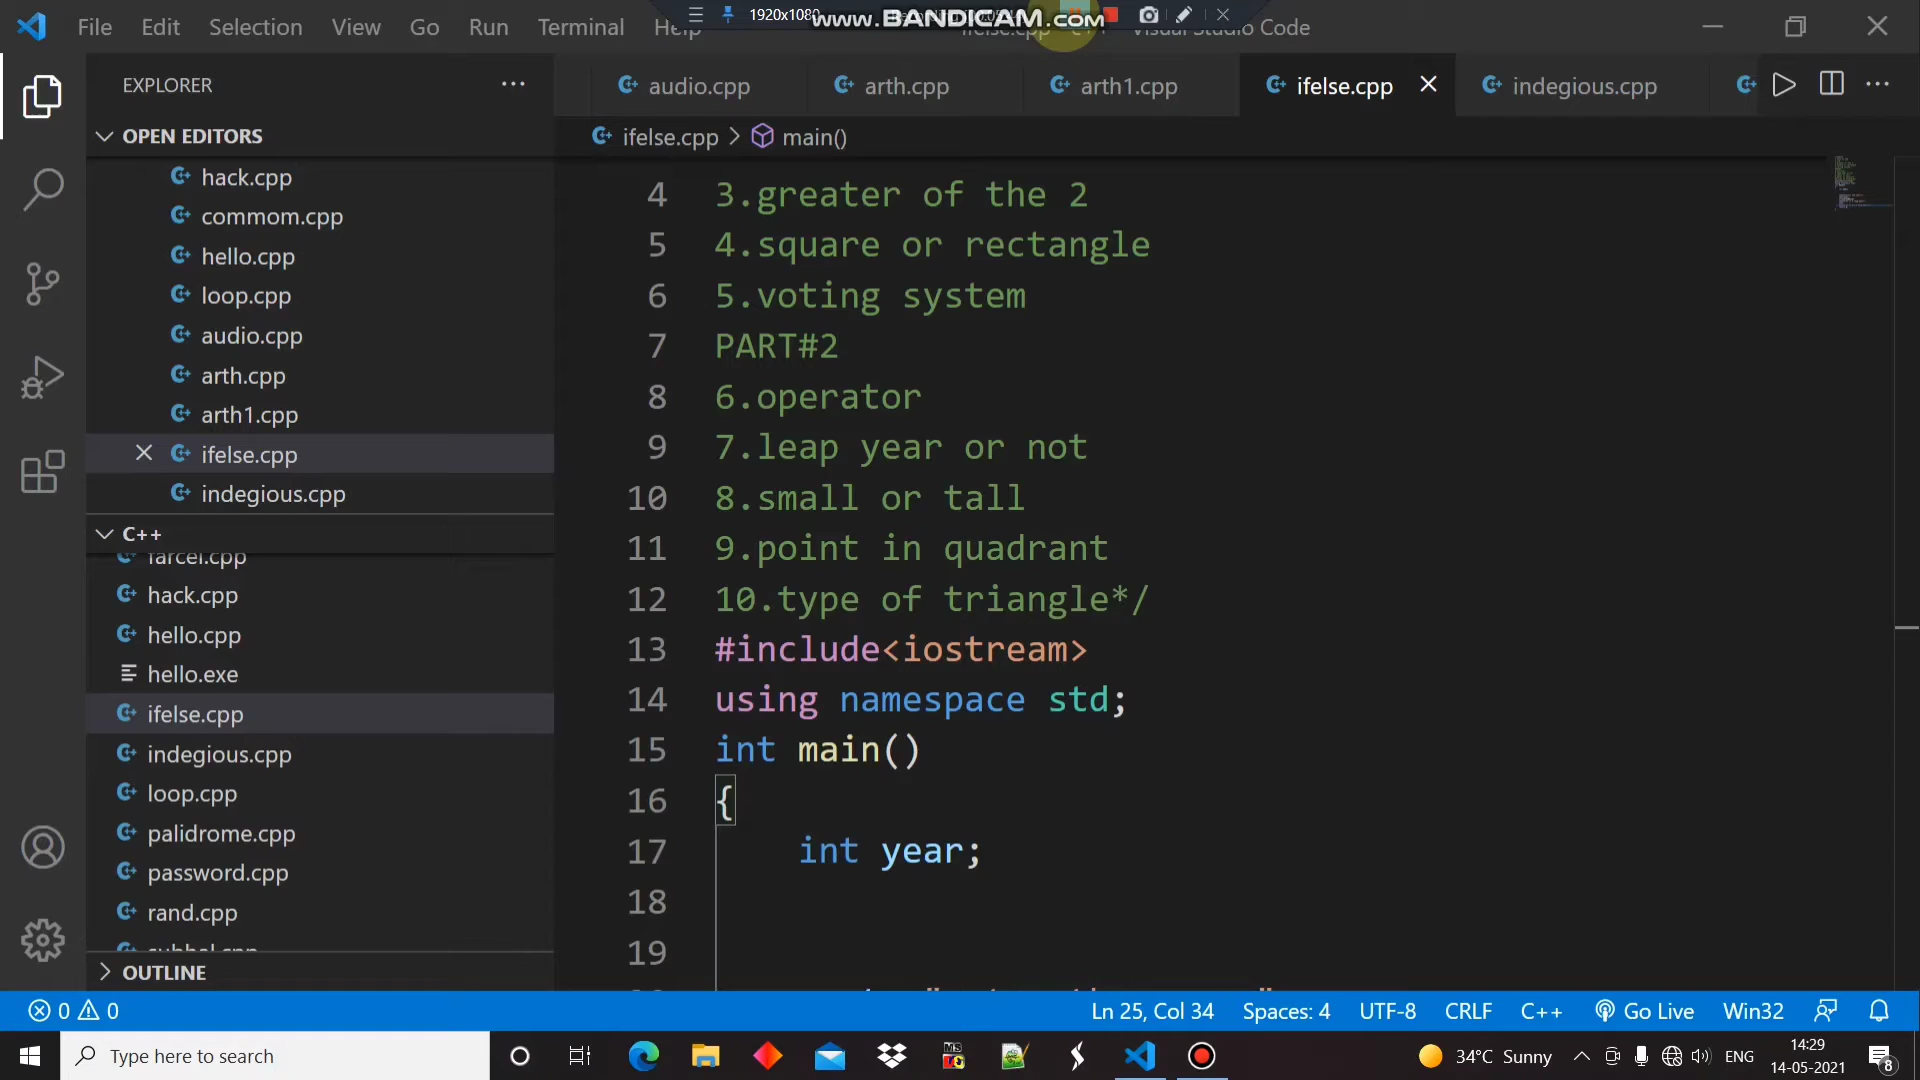 1920x1080
www.BANDICAM.com
File Edit Selection View Go Run Terminal Help
ifelse.cpp - C++ - Visual Studio Code
EXPLORER
audio.cpp
arth.cpp
arth1.cpp
ifelse.cpp
indegious.cpp
OPEN EDITORS
ifelse.cpp > main()
hack.cpp
commom.cpp
hello.cpp
loop.cpp
audio.cpp
arth.cpp
arth1.cpp
ifelse.cpp
indegious.cpp
C++
farcel.cpp
hack.cpp
hello.cpp
hello.exe
ifelse.cpp
indegious.cpp
loop.cpp
palidrome.cpp
password.cpp
rand.cpp
OUTLINE
4 3.greater of the 2
5 4.square or rectangle
6 5.voting system
7 PART#2
8 6.operator
9 7.leap year or not
10 8.small or tall
11 9.point in quadrant
12 10.type of triangle*/
13 #include<iostream>
14 using namespace std;
15 int main()
16 {
17 int year;
18
19
0 0
Ln 25, Col 34
Spaces: 4
UTF-8
CRLF
C++
Go Live
Win32
Type here to search
34°C Sunny
ENG
14:29
14-05-2021
8